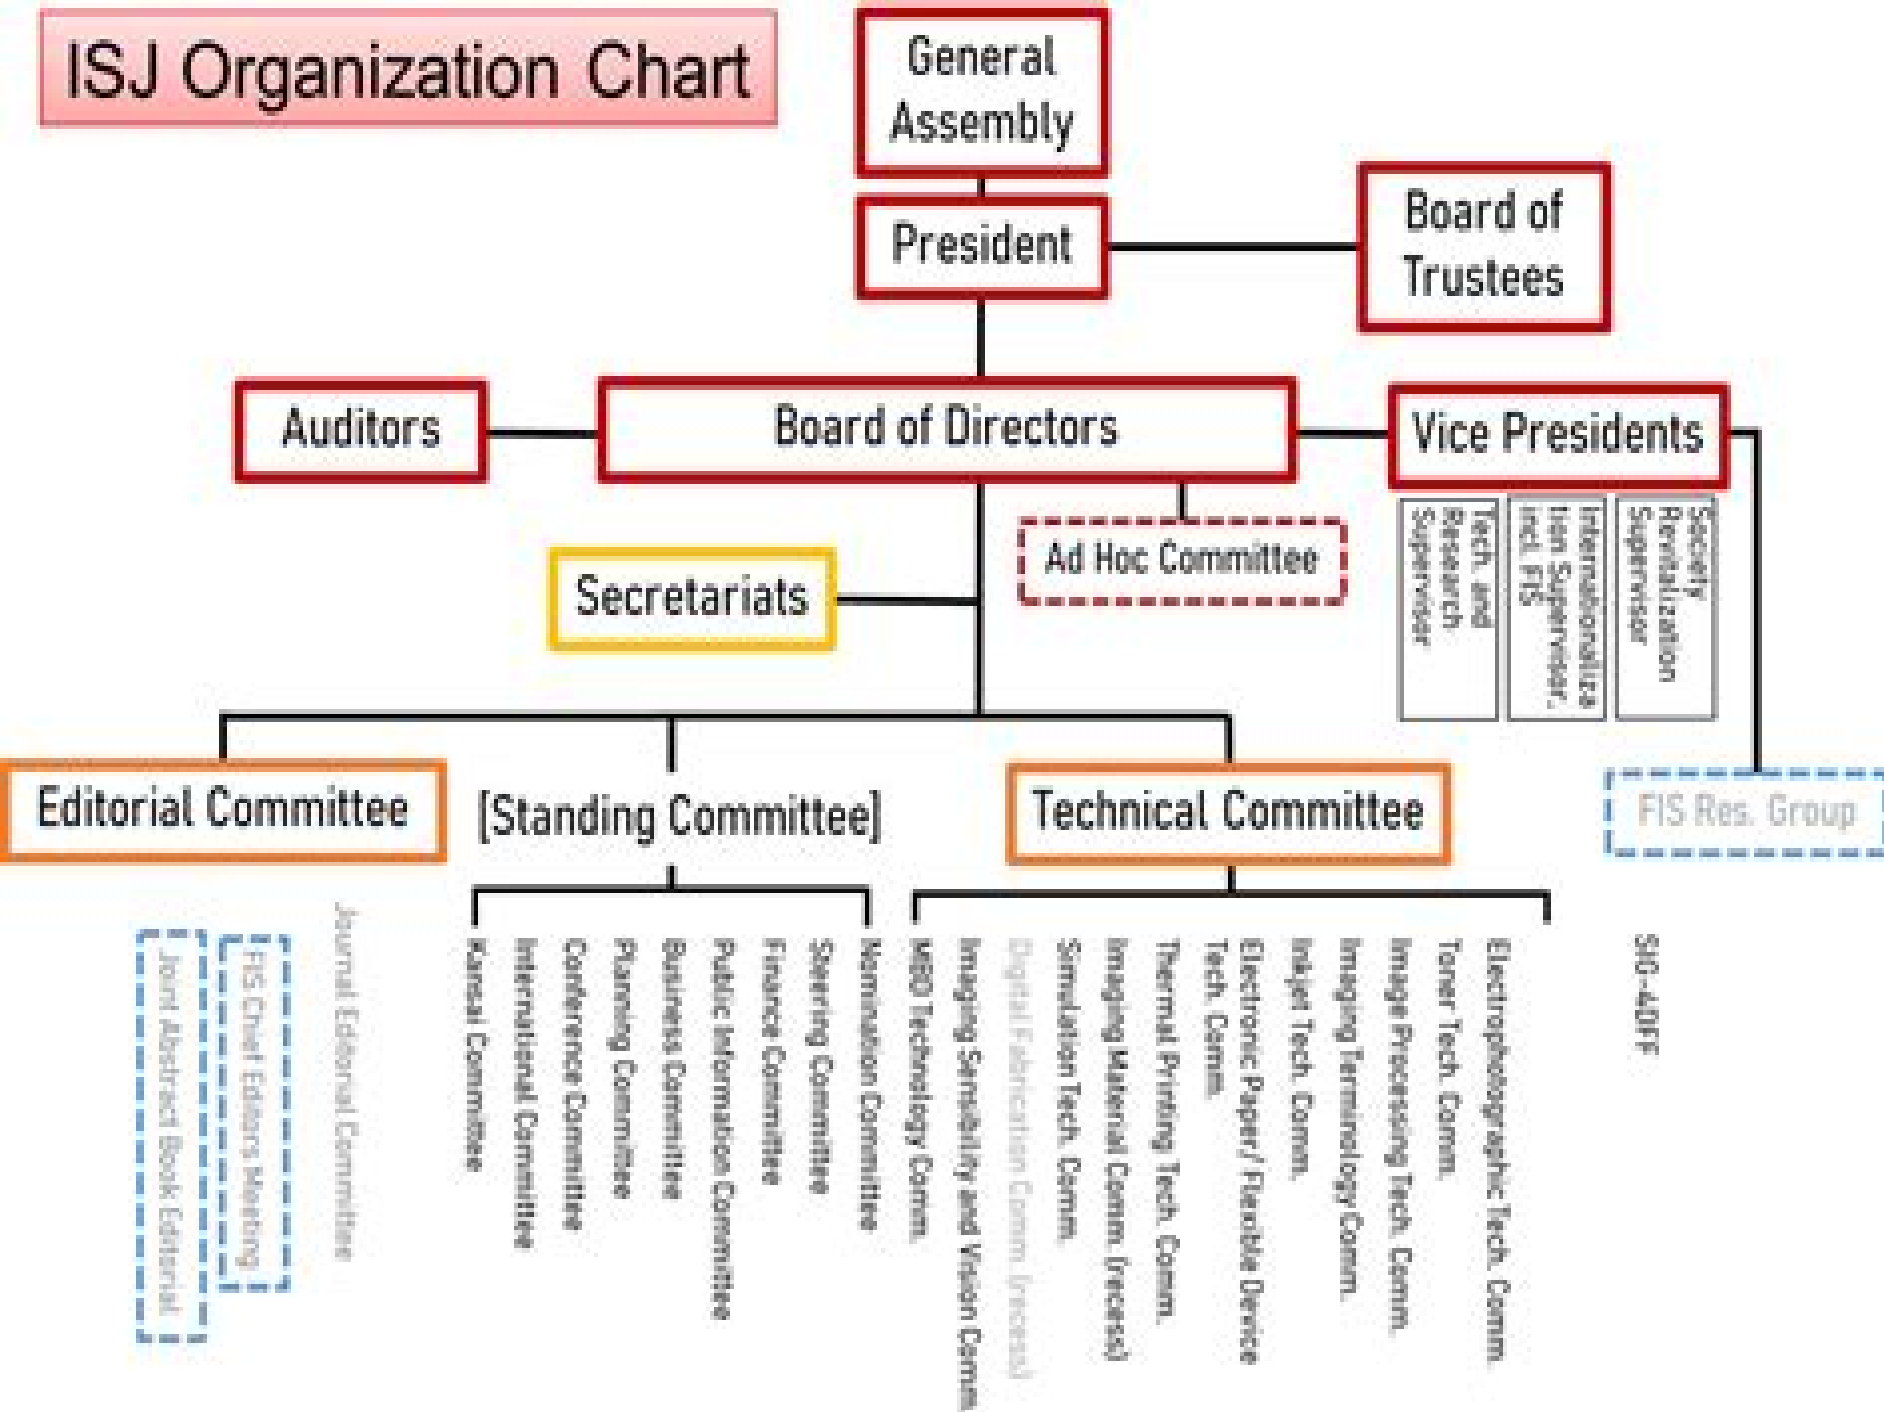 ISJ Organization Chart
General
Assembly
President
Board of
Trustees
Auditors
Board of Directors
Vice Presidents
Ad Hoc Committee
Secretariats
Society
Revitalization
Supervisor
Internationaliza
tion Supervisor,
incl. FIS
Tech. and
Research
Supervisor
Editorial Committee
[Standing Committee]
Technical Committee
FIS Res. Group
Journal Editorial Committee
FIS Chief Editors Meeting
Joint Abstract Book Editorial
Nomination Committee
Steering Committee
Finance Committee
Public Information Committee
Business Committee
Planning Committee
Conference Committee
International Committee
Kansai Committee
SIG-4DFF
Electrophotographic Tech. Comm.
Toner Tech. Comm.
Image Processing Tech. Comm.
Imaging Terminology Comm.
Inkjet Tech. Comm.
Electronic Paper/ Flexible Device
Tech. Comm.
Thermal Printing Tech. Comm.
Imaging Material Comm. (recess)
Simulation Tech. Comm.
Digital Fabrication Comm. (recess)
Imaging Sensibility and Vision Comm.
MBD Technology Comm.